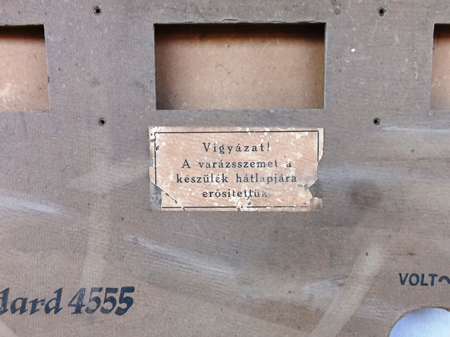 Vigyázat!
A varázsszemet a
készülék hátlapjára
erősítettük
dard 4555
VOLT~